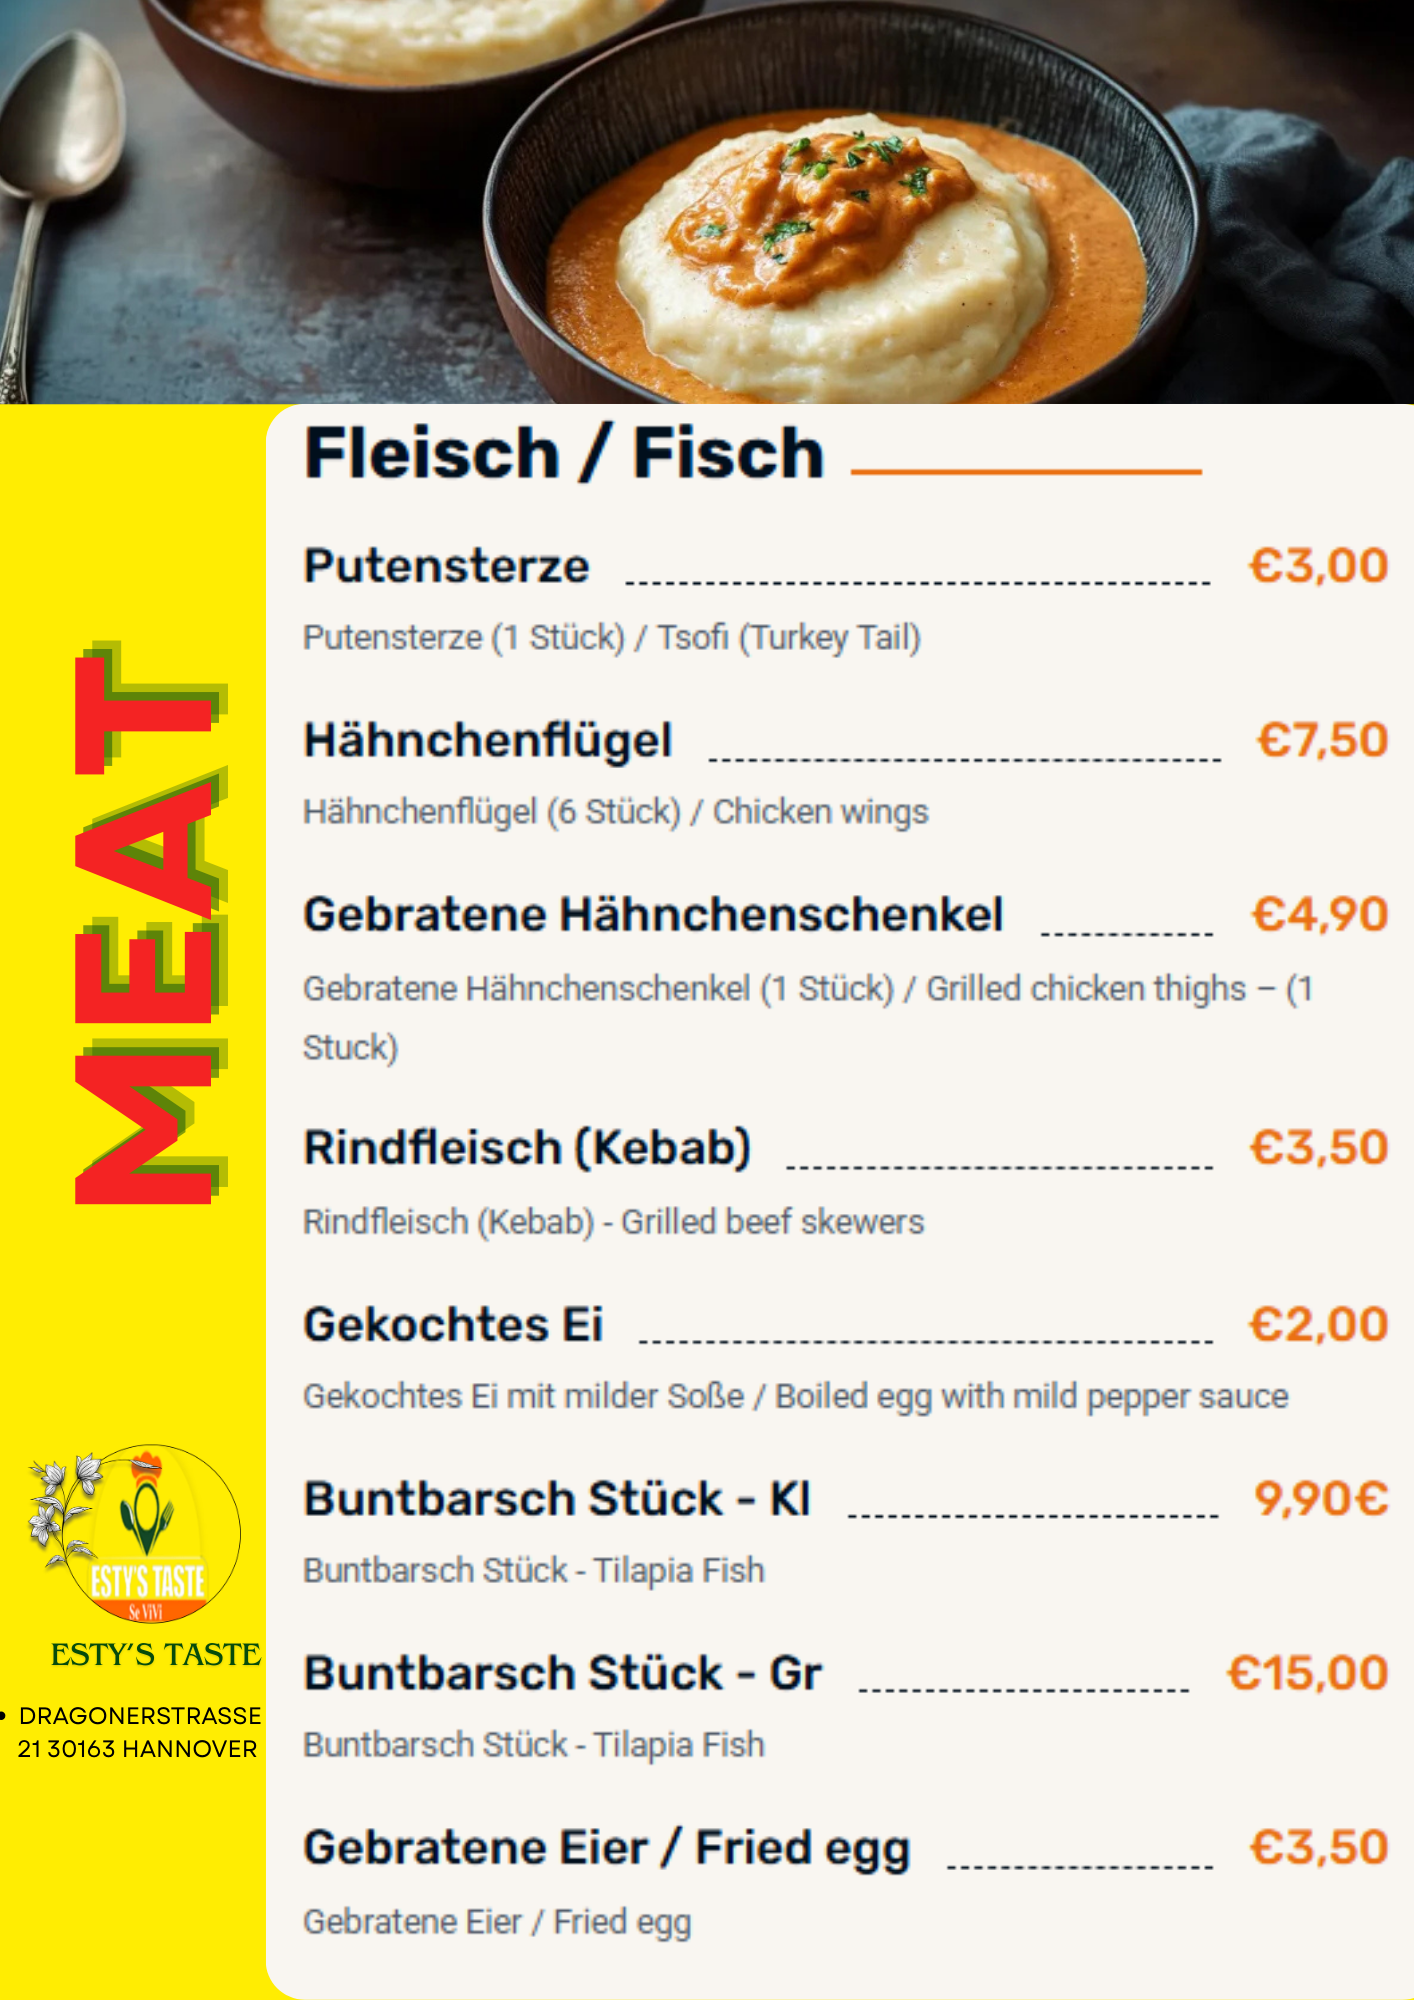 Fleisch / Fisch
Putensterze €3,00
Putensterze (1 Stück) / Tsofi (Turkey Tail)
Hähnchenflügel €7,50
Hähnchenflügel (6 Stück) / Chicken wings
Gebratene Hähnchenschenkel €4,90
Gebratene Hähnchenschenkel (1 Stück) / Grilled chicken thighs – (1
Stuck)
Rindfleisch (Kebab) €3,50
Rindfleisch (Kebab) - Grilled beef skewers
Gekochtes Ei €2,00
Gekochtes Ei mit milder Soße / Boiled egg with mild pepper sauce
Buntbarsch Stück - Kl 9,90€
Buntbarsch Stück - Tilapia Fish
Buntbarsch Stück - Gr €15,00
Buntbarsch Stück - Tilapia Fish
Gebratene Eier / Fried egg €3,50
Gebratene Eier / Fried egg
MEAT
ESTY'S TASTE
Se ViVi
ESTY'S TASTE
• DRAGONERSTRASSE
21 30163 HANNOVER